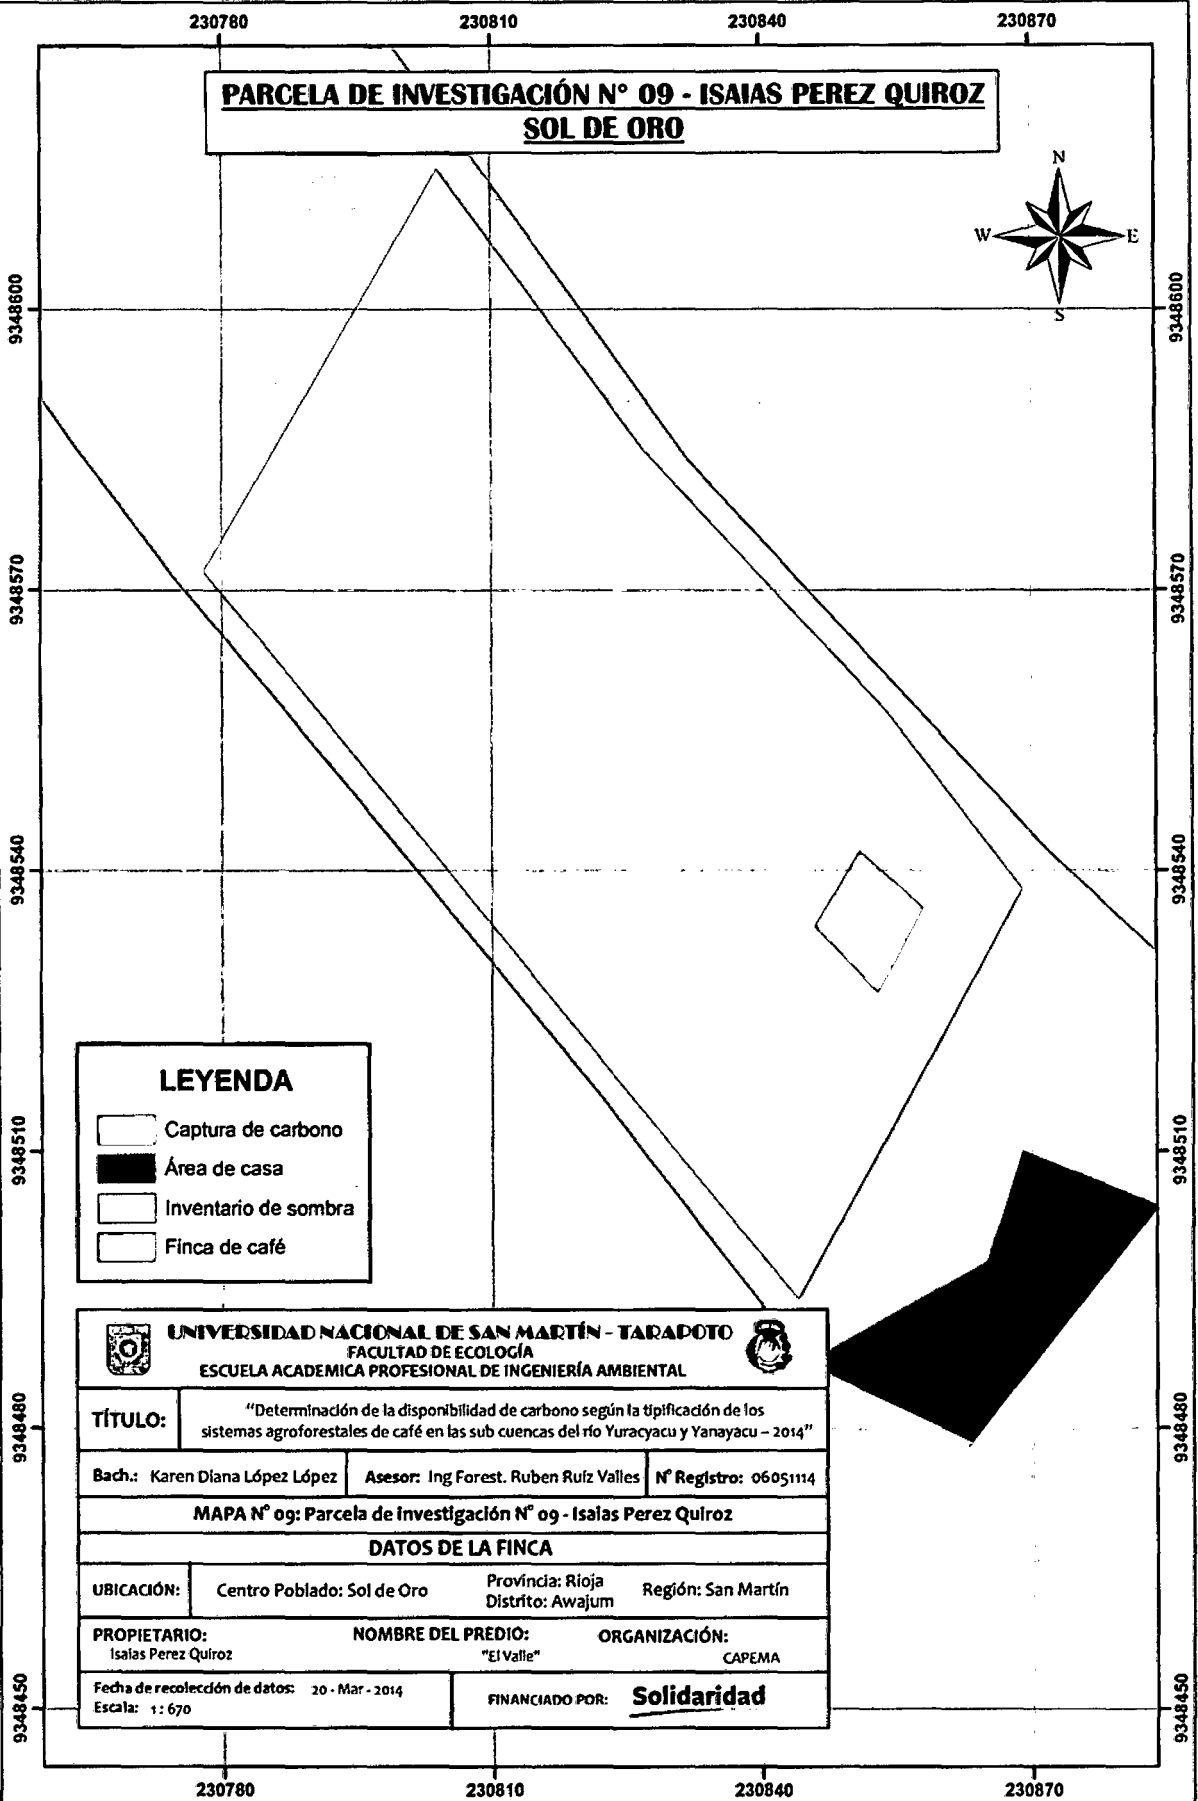 230780 230810 230840 230870
PARCELA DE INVESTIGACIÓN N° 09 - ISAIAS PEREZ QUIROZ
SOL DE ORO
N
W E
S
9348600 9348600
9348570 9348570
9348540 9348540
9348510 9348510
9348480 9348480
9348450 9348450
LEYENDA
Captura de carbono
Área de casa
Inventario de sombra
Finca de café
UNIVERSIDAD NACIONAL DE SAN MARTÍN - TARAPOTO
FACULTAD DE ECOLOGÍA
ESCUELA ACADEMICA PROFESIONAL DE INGENIERÍA AMBIENTAL
TÍTULO: "Determinación de la disponibilidad de carbono según la tipificación de los
sistemas agroforestales de café en las sub cuencas del río Yuracyacu y Yanayacu – 2014"
Bach.: Karen Diana López López Asesor: Ing Forest. Ruben Ruíz Valles N° Registro: 06051114
MAPA N° 09: Parcela de investigación N° 09 - Isaias Perez Quiroz
DATOS DE LA FINCA
UBICACIÓN: Centro Poblado: Sol de Oro Provincia: Rioja Región: San Martín
Distrito: Awajum
PROPIETARIO: NOMBRE DEL PREDIO: ORGANIZACIÓN:
Isaias Perez Quiroz "El Valle" CAPEMA
Fecha de recolección de datos: 20 - Mar - 2014
Escala: 1 : 670
FINANCIADO POR: Solidaridad
230780 230810 230840 230870